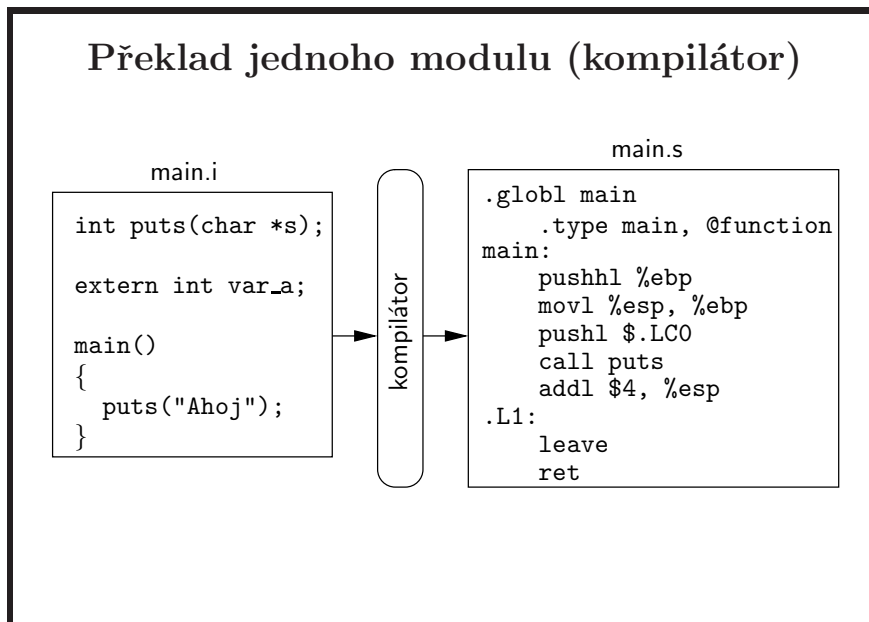 Překlad jednoho modulu (kompilátor)
main.i
int puts(char *s);
extern int var_a;
main()
{
puts("Ahoj");
}
kompilátor
main.s
.globl main
.type main, @function
main:
pushhl %ebp
movl %esp, %ebp
pushl $.LC0
call puts
addl $4, %esp
.L1:
leave
ret